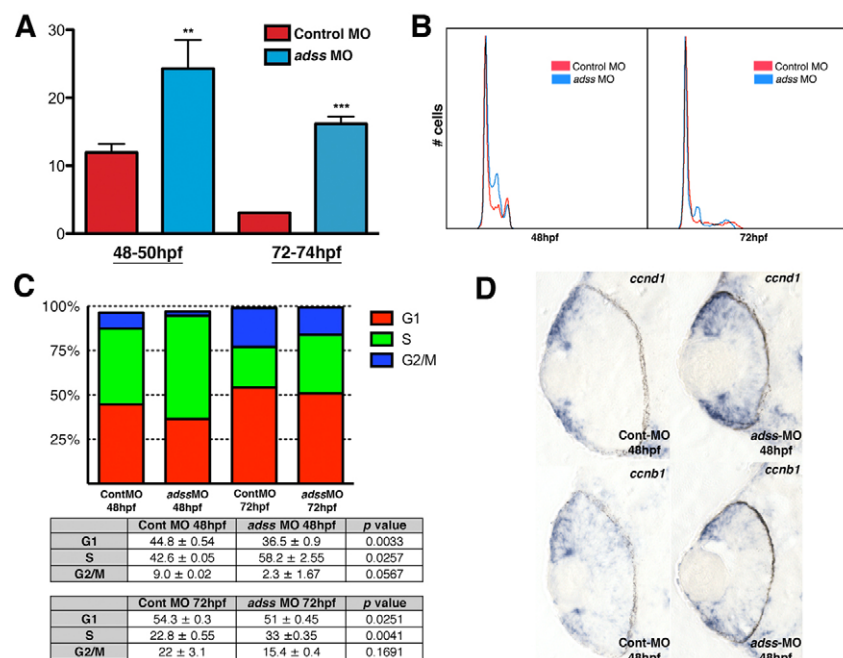 A
30
20
10
0
Control MO
adss MO
**
***
48-50hpf
72-74hpf
B
# cells
Control MO
adss MO
48hpf
Control MO
adss MO
72hpf
C
100%
75%
50%
25%
G1
S
G2/M
ContMO 48hpf
adssMO 48hpf
ContMO 72hpf
adssMO 72hpf
Cont MO 48hpf adss MO 48hpf p value
G1 44.8 ± 0.54 36.5 ± 0.9 0.0033
S 42.6 ± 0.05 58.2 ± 2.55 0.0257
G2/M 9.0 ± 0.02 2.3 ± 1.67 0.0567
Cont MO 72hpf adss MO 72hpf p value
G1 54.3 ± 0.3 51 ± 0.45 0.0251
S 22.8 ± 0.55 33 ±0.35 0.0041
G2/M 22 ± 3.1 15.4 ± 0.4 0.1691
D
ccnd1
Cont-MO
48hpf
ccnd1
adss-MO
48hpf
ccnb1
Cont-MO
48hpf
ccnb1
adss-MO
48hpf